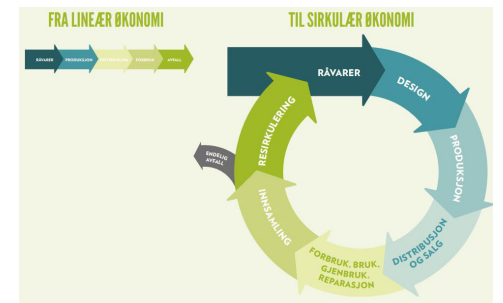 FRA LINEÆR ØKONOMI
TIL SIRKULÆR ØKONOMI
RÅVARER
PRODUKSJON
FORBRUK
AVFALL
RÅVARER
DESIGN
PRODUKSJON
DISTRIBUSJON
OG SALG
FORBRUK, BRUK,
GJENBRUK,
REPARASJON
INNSAMLING
ENDELIG
AVFALL
RESIRKULERING